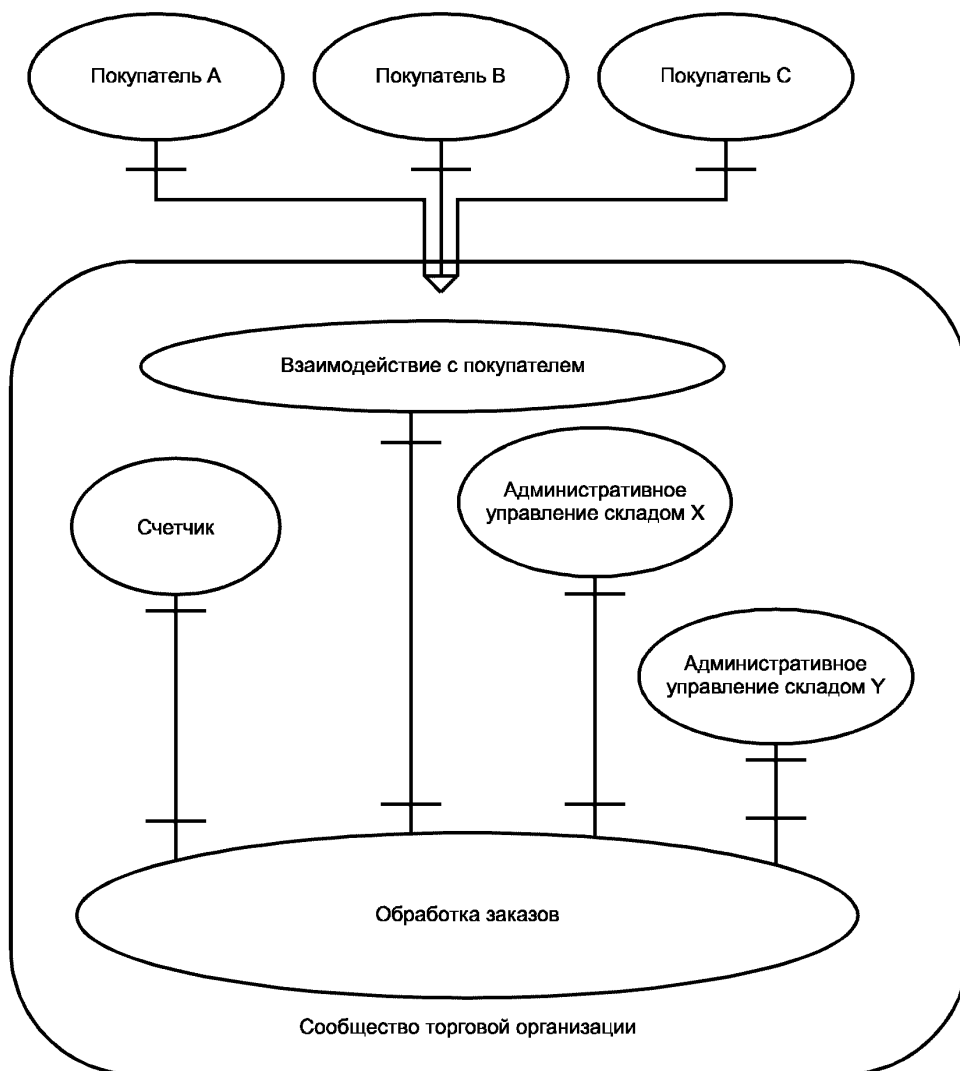 Покупатель A
Покупатель B
Покупатель C
Взаимодействие с покупателем
Административное
управление складом X
Счетчик
Административное
управление складом Y
Обработка заказов
Сообщество торговой организации